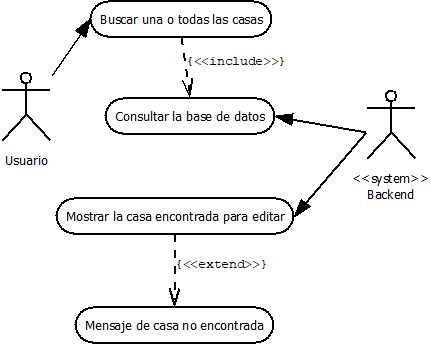 Buscar una o todas las casas
{<<include>>}
Consultar la base de datos
Usuario
<<system>>
Backend
Mostrar la casa encontrada para editar
{<<extend>>}
Mensaje de casa no encontrada